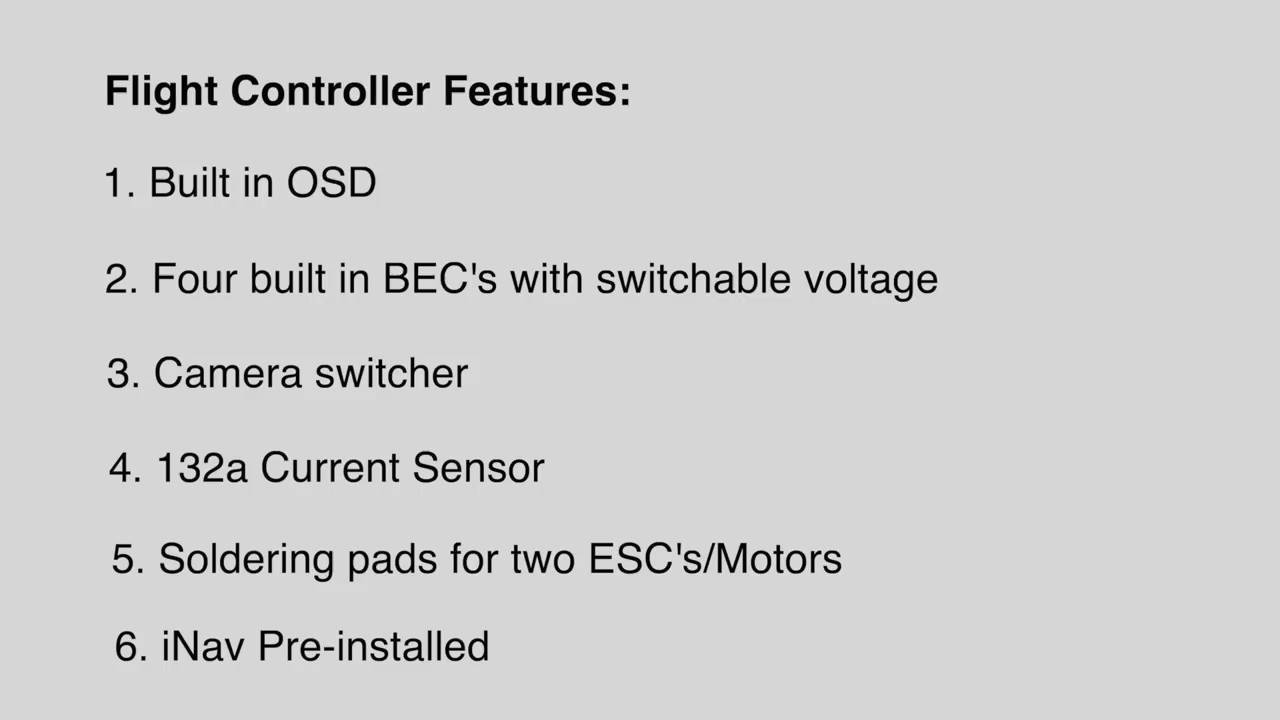 Flight Controller Features:
1. Built in OSD
2. Four built in BEC's with switchable voltage
3. Camera switcher
4. 132a Current Sensor
5. Soldering pads for two ESC's/Motors
6. iNav Pre-installed